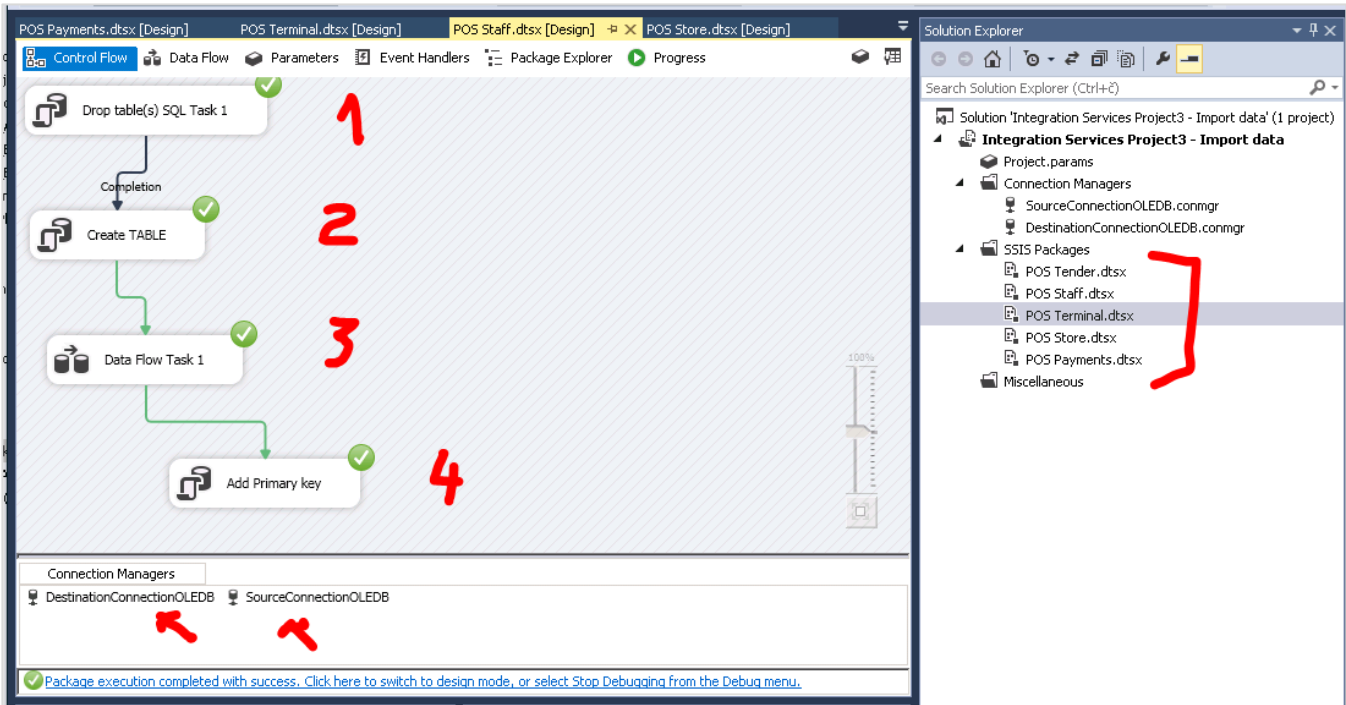 POS Payments.dtsx [Design] POS Terminal.dtsx [Design] POS Staff.dtsx [Design] POS Store.dtsx [Design]
Control Flow Data Flow Parameters Event Handlers Package Explorer Progress
Drop table(s) SQL Task 1
1
Completion
Create TABLE
2
Data Flow Task 1
3
100%
Add Primary key
4
Connection Managers
DestinationConnectionOLEDB SourceConnectionOLEDB
Package execution completed with success. Click here to switch to design mode, or select Stop Debugging from the Debug menu.
Solution Explorer
Search Solution Explorer (Ctrl+č)
Solution 'Integration Services Project3 - Import data' (1 project)
Integration Services Project3 - Import data
Project.params
Connection Managers
SourceConnectionOLEDB.conmgr
DestinationConnectionOLEDB.conmgr
SSIS Packages
POS Tender.dtsx
POS Staff.dtsx
POS Terminal.dtsx
POS Store.dtsx
POS Payments.dtsx
Miscellaneous